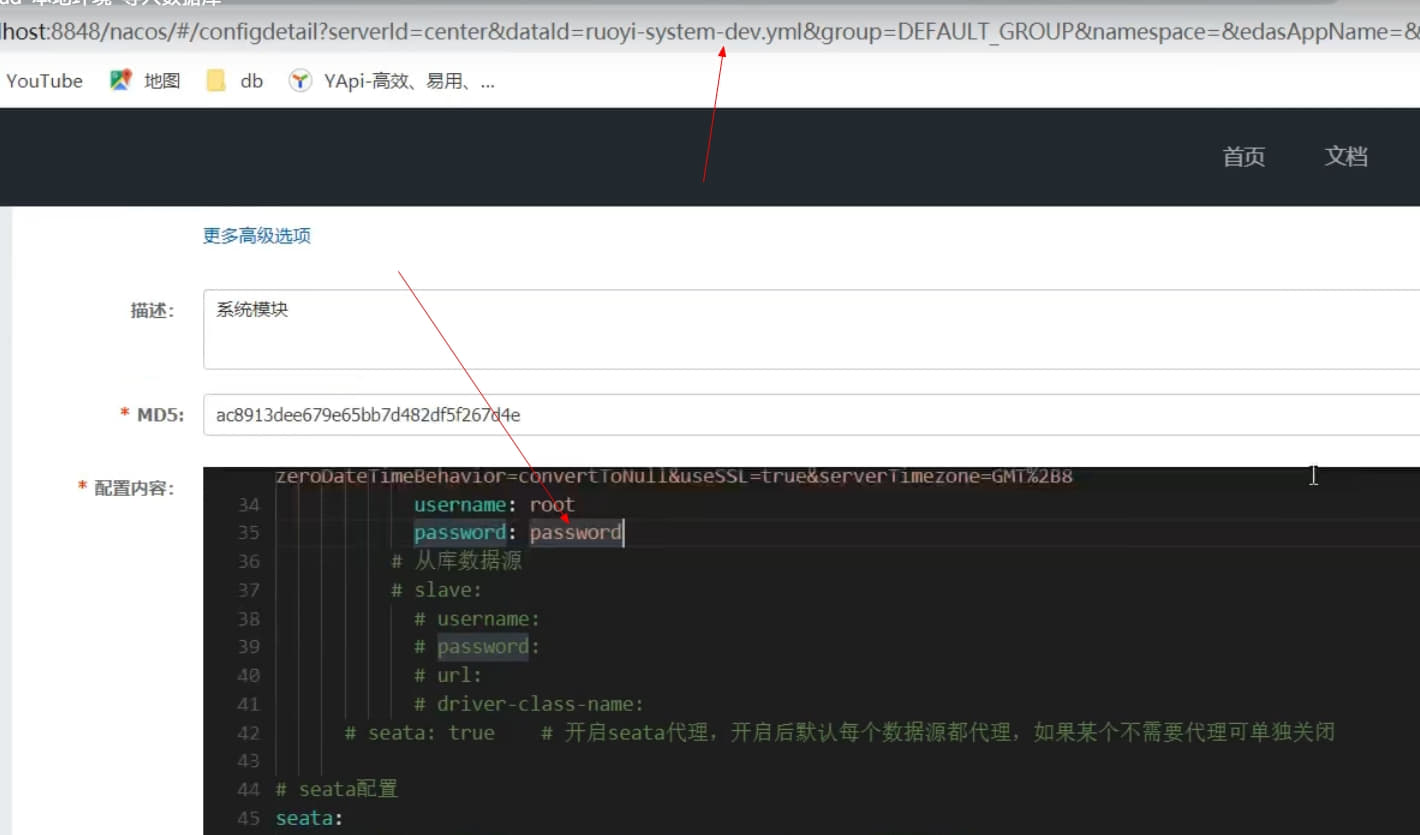 lhost:8848/nacos/#/configdetail?serverId=center&dataId=ruoyi-system-dev.yml&group=DEFAULT_GROUP&namespace=&edasAppName=&
YouTube 地图 db YApi-高效、易用、...
首页 文档
更多高级选项
描述: 系统模块
* MD5: ac8913dee679e65bb7d482df5f267d4e
* 配置内容:
zeroDateTimeBehavior=convertToNull&useSSL=true&serverTimezone=GMT%2B8
34 username: root
35 password: password
36 # 从库数据源
37 # slave:
38 # username:
39 # password:
40 # url:
41 # driver-class-name:
42 # seata: true # 开启seata代理，开启后默认每个数据源都代理，如果某个不需要代理可单独关闭
43
44 # seata配置
45 seata: